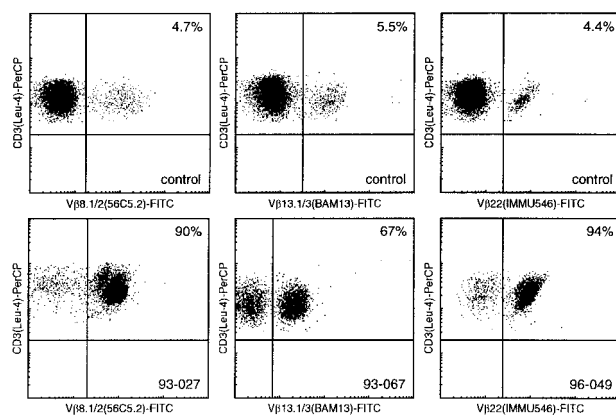 4.7%
CD3(Leu-4)-PerCP
control
Vβ8.1/2(56C5.2)-FITC
5.5%
CD3(Leu-4)-PerCP
control
Vβ13.1/3(BAM13)-FITC
4.4%
CD3(Leu-4)-PerCP
control
Vβ22(IMMU546)-FITC
90%
CD3(Leu-4)-PerCP
93-027
Vβ8.1/2(56C5.2)-FITC
67%
CD3(Leu-4)-PerCP
93-067
Vβ13.1/3(BAM13)-FITC
94%
CD3(Leu-4)-PerCP
96-049
Vβ22(IMMU546)-FITC